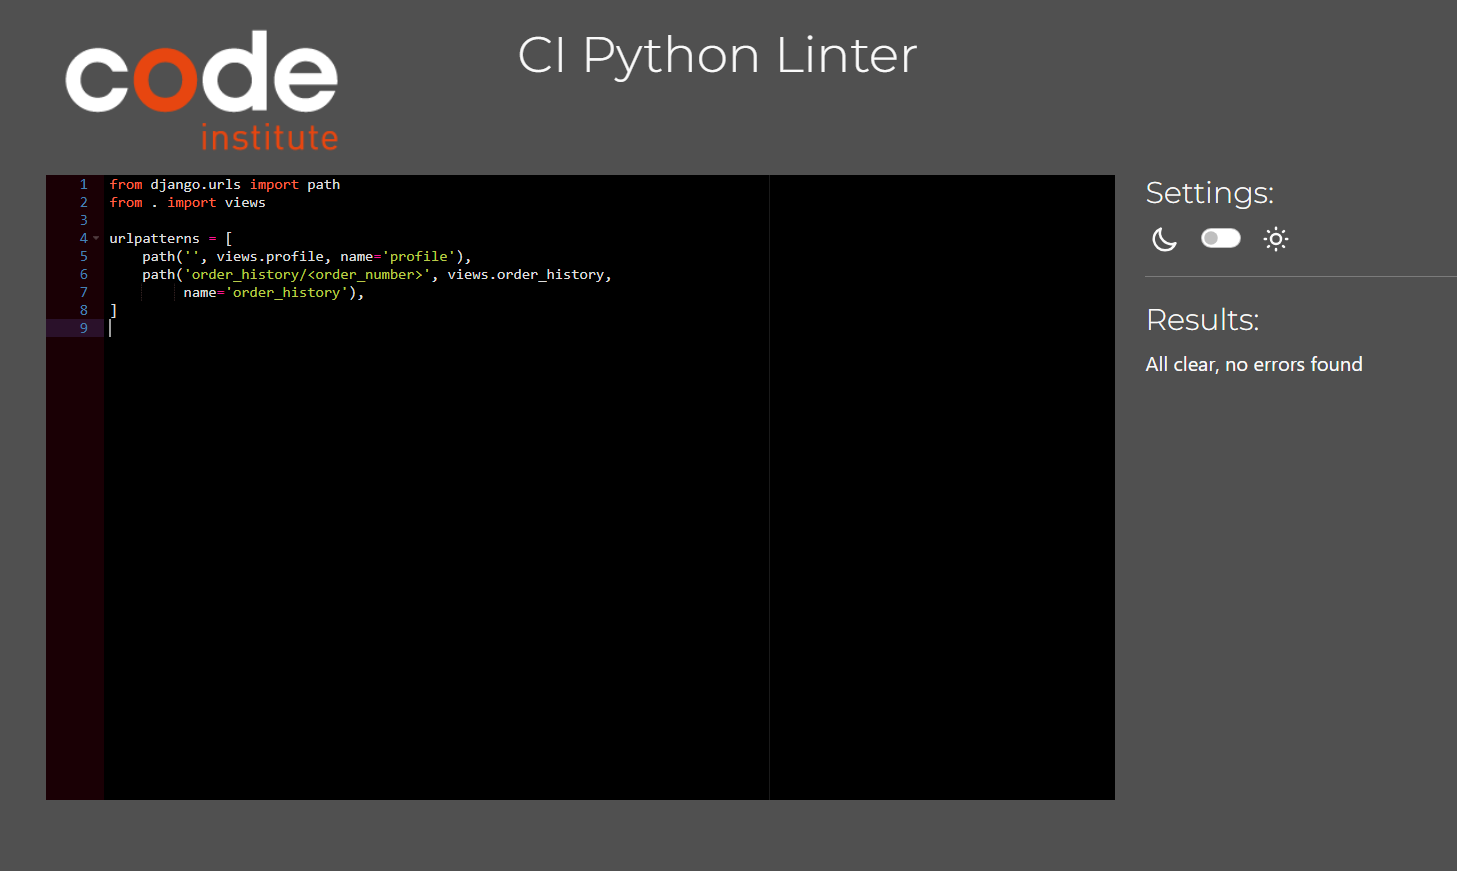 code
institute
CI Python Linter
1 from django.urls import path
2 from . import views
3
4 urlpatterns = [
5     path('', views.profile, name='profile'),
6     path('order_history/<order_number>', views.order_history,
7          name='order_history'),
8 ]
9
Settings:
Results:
All clear, no errors found